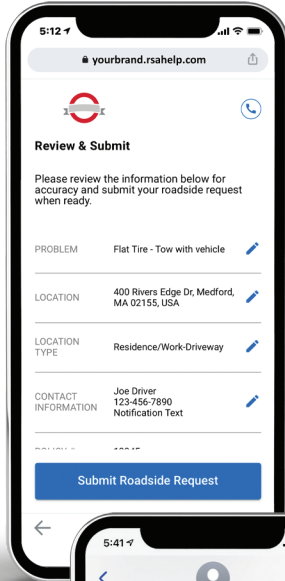 5:12
yourbrand.rsahelp.com
Review & Submit
Please review the information below for
accuracy and submit your roadside request
when ready.
PROBLEM Flat Tire - Tow with vehicle
LOCATION 400 Rivers Edge Dr, Medford,
MA 02155, USA
LOCATION
TYPE Residence/Work-Driveway
CONTACT
INFORMATION Joe Driver
123-456-7890
Notification Text
Submit Roadside Request
5:41